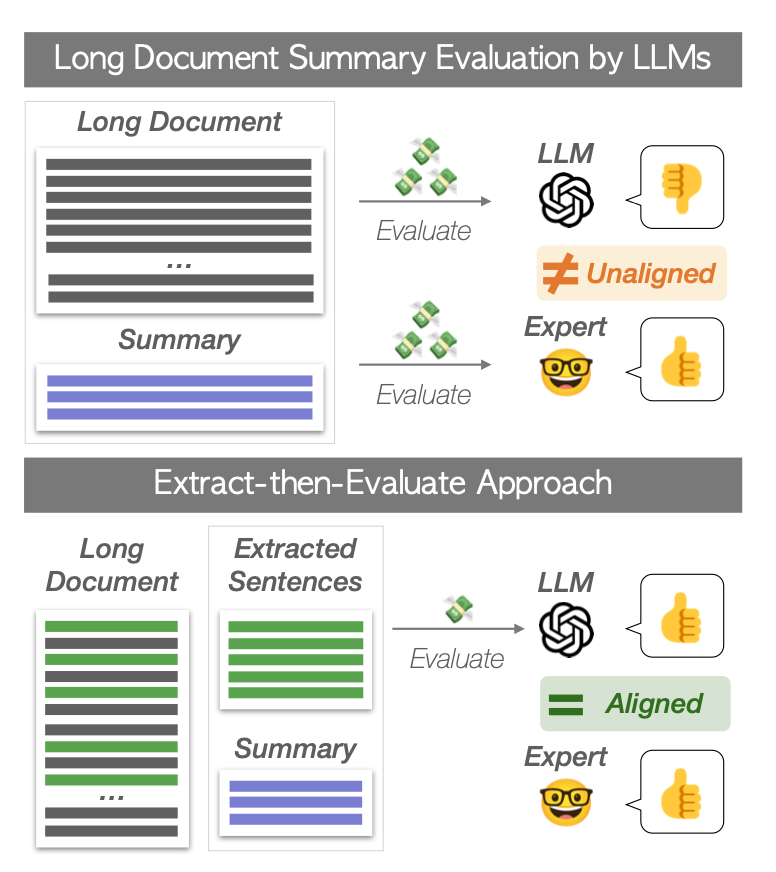 Long Document Summary Evaluation by LLMs
Long Document
...
Summary
Evaluate
Evaluate
LLM
≠ Unaligned
Expert
Extract-then-Evaluate Approach
Long
Document
...
Extracted
Sentences
Summary
Evaluate
LLM
= Aligned
Expert